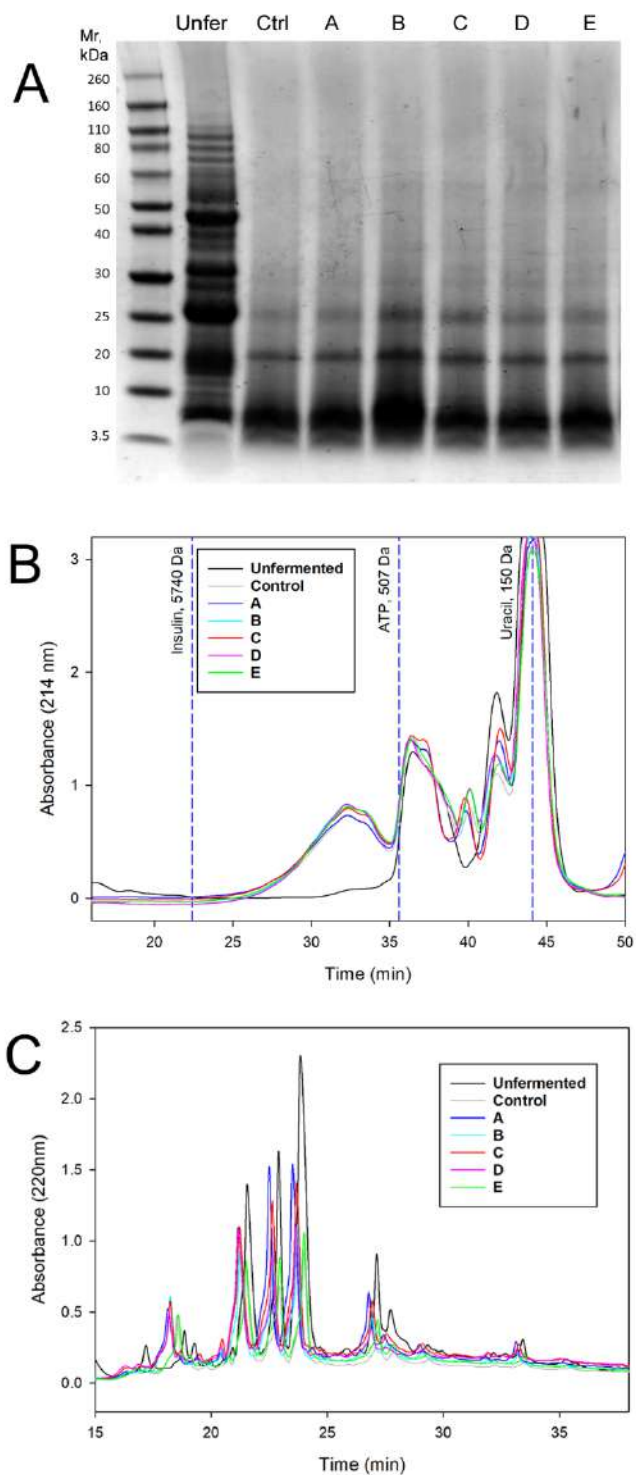 A
Mr,
kDa
Unfer Ctrl A B C D E
260
160
110
80
60
50
40
30
25
20
10
3.5
B
Absorbance (214 nm)
3
2
1
0
Insulin, 5740 Da
Unfermented
Control
A
B
C
D
E
ATP, 507 Da
Uracil, 150 Da
20 25 30 35 40 45 50
Time (min)
C
Absorbance (220nm)
2.5
2.0
1.5
1.0
0.5
0.0
Unfermented
Control
A
B
C
D
E
15 20 25 30 35
Time (min)